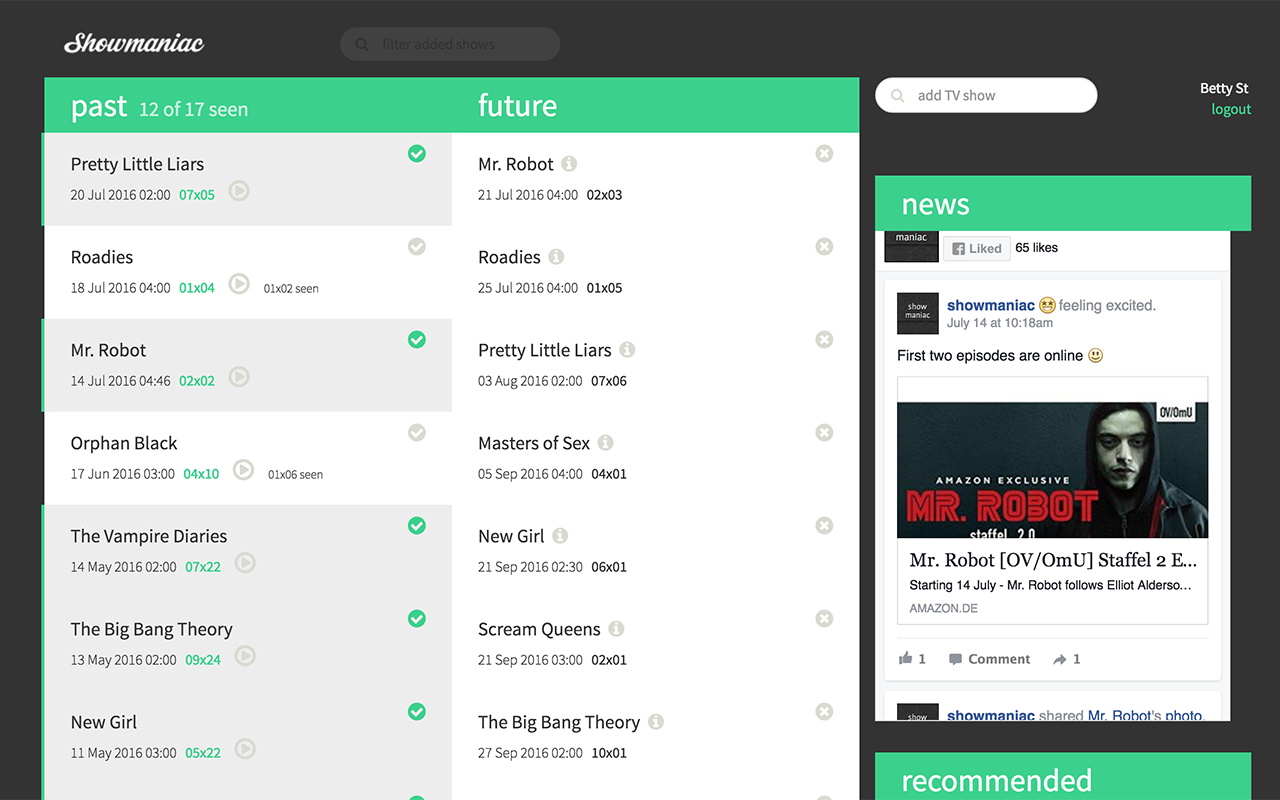 Showmaniac
filter added shows
past 12 of 17 seen
Pretty Little Liars
20 Jul 2016 02:00 07x05
Roadies
18 Jul 2016 04:00 01x04 01x02 seen
Mr. Robot
14 Jul 2016 04:46 02x02
Orphan Black
17 Jun 2016 03:00 04x10 01x06 seen
The Vampire Diaries
14 May 2016 02:00 07x22
The Big Bang Theory
13 May 2016 02:00 09x24
New Girl
11 May 2016 03:00 05x22
future
Mr. Robot
21 Jul 2016 04:00 02x03
Roadies
25 Jul 2016 04:00 01x05
Pretty Little Liars
03 Aug 2016 02:00 07x06
Masters of Sex
05 Sep 2016 04:00 04x01
New Girl
21 Sep 2016 02:30 06x01
Scream Queens
21 Sep 2016 03:00 02x01
The Big Bang Theory
27 Sep 2016 02:00 10x01
add TV show
Betty St
logout
news
maniac
Liked 65 likes
show
maniac
showmaniac feeling excited.
July 14 at 10:18am
First two episodes are online
OV/OmU
AMAZON EXCLUSIVE
MR. ROBOT
staffel 2.0
Mr. Robot [OV/OmU] Staffel 2 E...
Starting 14 July - Mr. Robot follows Elliot Alderso...
AMAZON.DE
1 Comment 1
show
showmaniac shared Mr. Robot's photo.
recommended